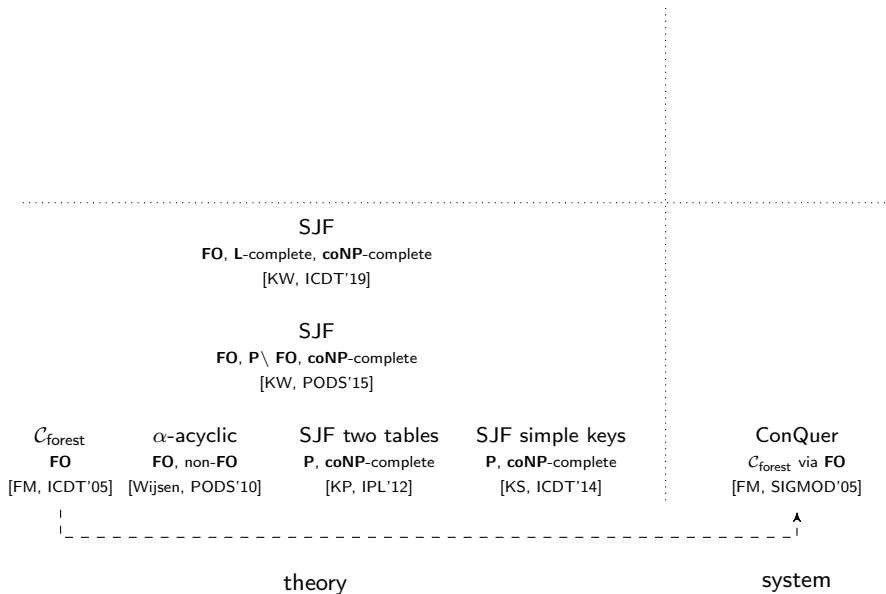 SJF
FO, L-complete, coNP-complete
[KW, ICDT'19]
SJF
FO, P\ FO, coNP-complete
[KW, PODS'15]
𝒞forest
FO
[FM, ICDT'05]
α-acyclic
FO, non-FO
[Wijsen, PODS'10]
SJF two tables
P, coNP-complete
[KP, IPL'12]
SJF simple keys
P, coNP-complete
[KS, ICDT'14]
ConQuer
𝒞forest via FO
[FM, SIGMOD'05]
theory
system